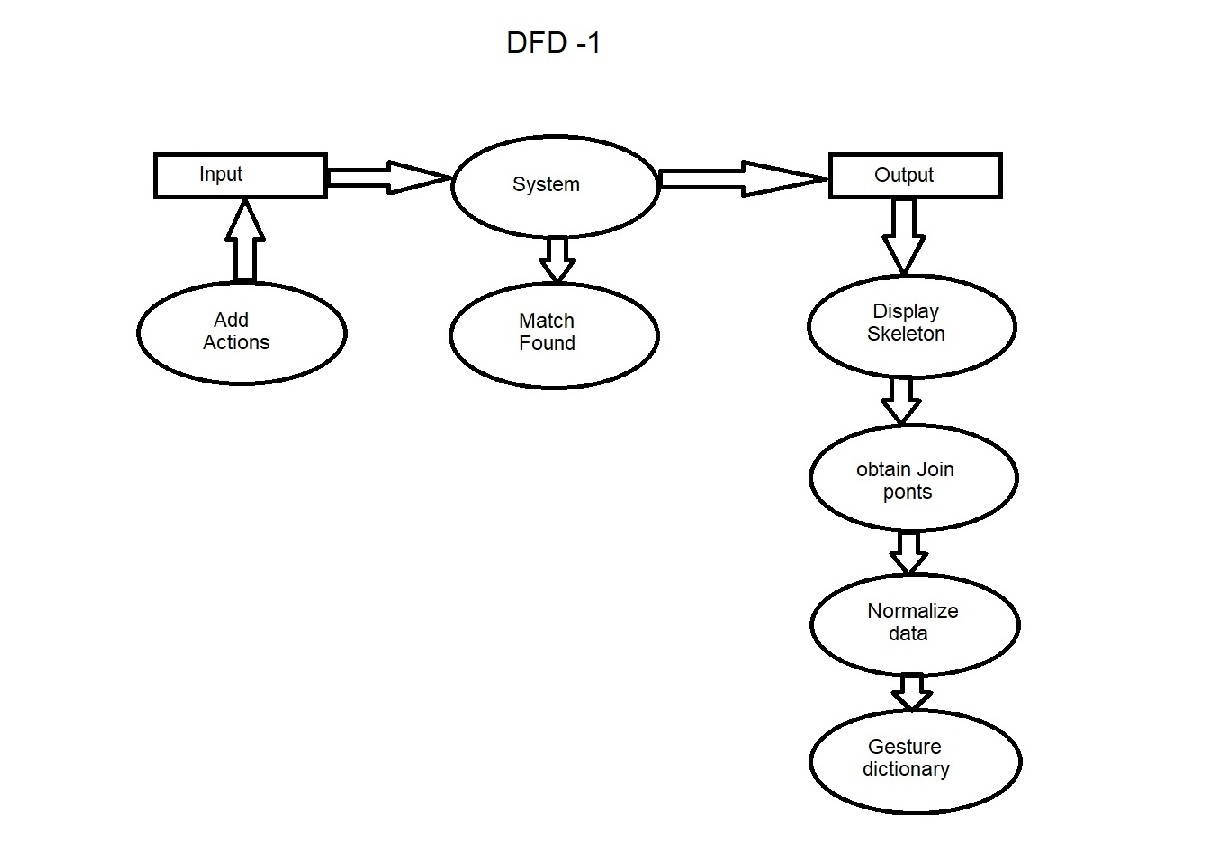 DFD -1
Input
System
Output
Add
Actions
Match
Found
Display
Skeleton
obtain Join
ponts
Normalize
data
Gesture
dictionary